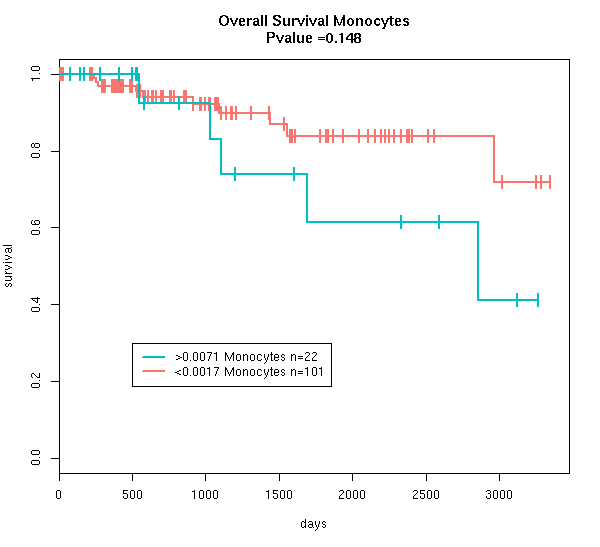 Overall Survival Monocytes
Pvalue =0.148
1.0
0.8
0.6
0.4
0.2
0.0
survival
>0.0071 Monocytes n=22
<0.0017 Monocytes n=101
0 500 1000 1500 2000 2500 3000
days